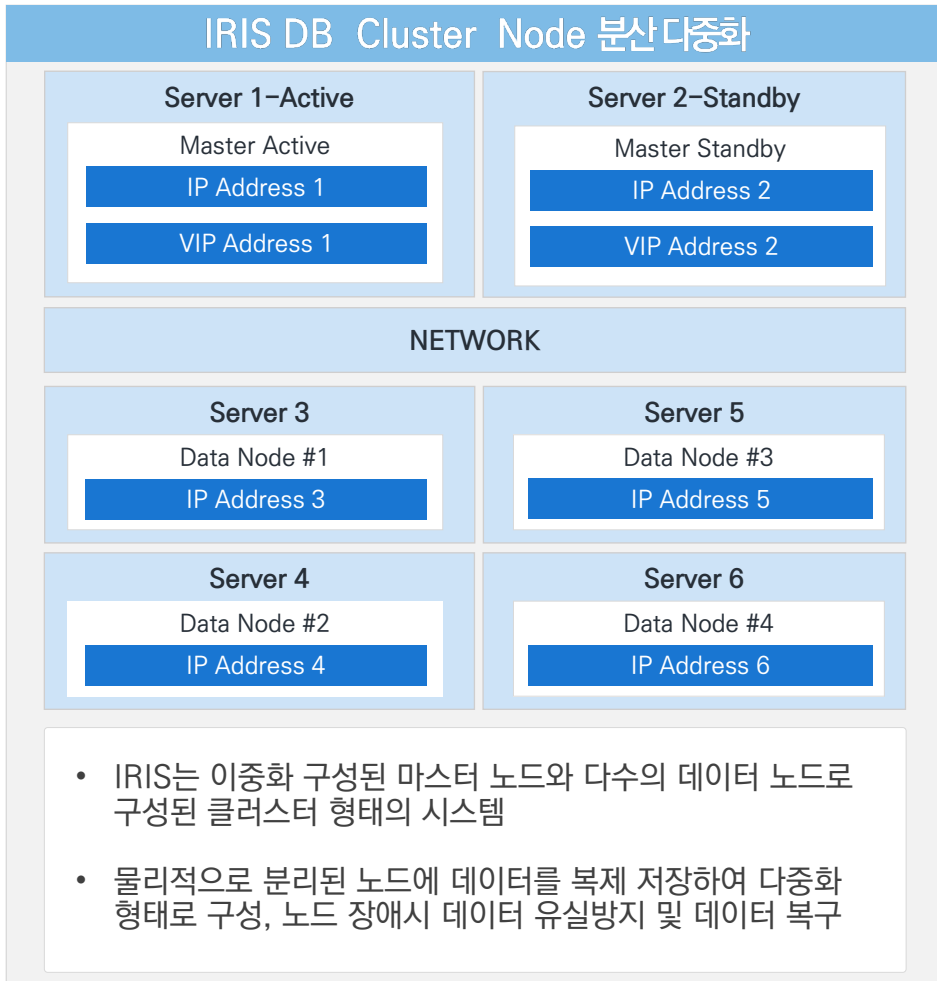 IRIS DB Cluster Node 분산 다중화
Server 1-Active
Master Active
IP Address 1
VIP Address 1
Server 2-Standby
Master Standby
IP Address 2
VIP Address 2
NETWORK
Server 3
Data Node #1
IP Address 3
Server 5
Data Node #3
IP Address 5
Server 4
Data Node #2
IP Address 4
Server 6
Data Node #4
IP Address 6
• IRIS는 이중화 구성된 마스터 노드와 다수의 데이터 노드로
구성된 클러스터 형태의 시스템
• 물리적으로 분리된 노드에 데이터를 복제 저장하여 다중화
형태로 구성, 노드 장애시 데이터 유실방지 및 데이터 복구